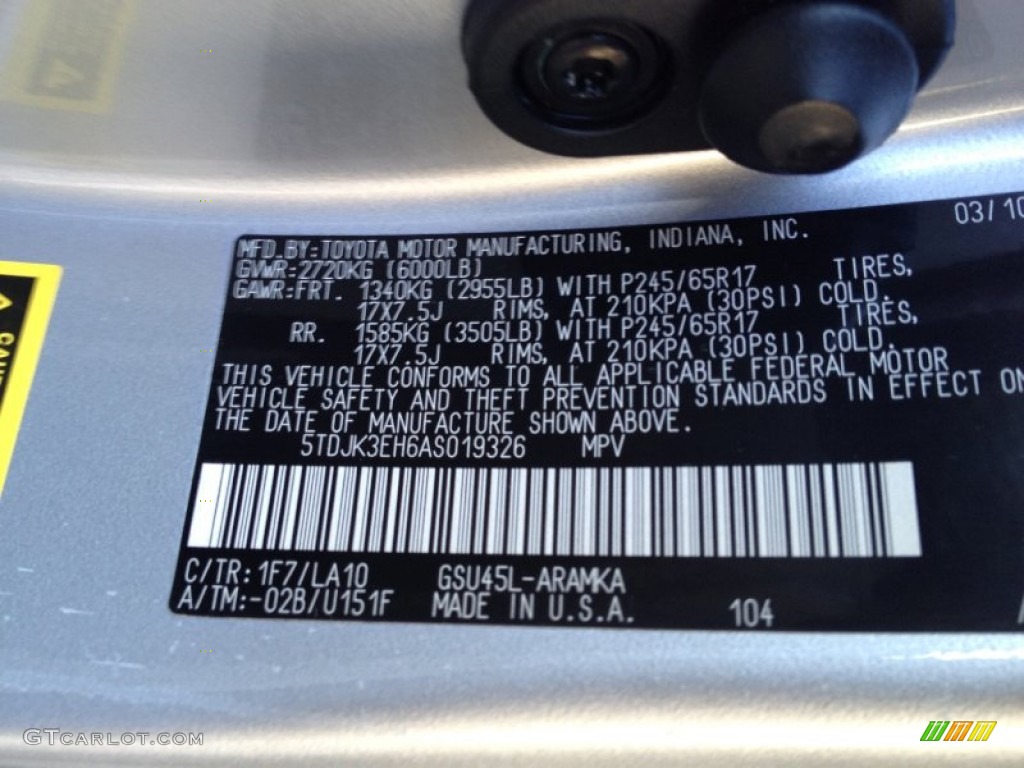 03/10
MFD.BY:TOYOTA MOTOR MANUFACTURING, INDIANA, INC.
GVWR:2720KG (6000LB)
GAWR:FRT. 1340KG (2955LB) WITH P245/65R17 TIRES,
17X7.5J RIMS, AT 210KPA (30PSI) COLD.
RR. 1585KG (3505LB) WITH P245/65R17 TIRES,
17X7.5J RIMS, AT 210KPA (30PSI) COLD.
THIS VEHICLE CONFORMS TO ALL APPLICABLE FEDERAL MOTOR
VEHICLE SAFETY AND THEFT PREVENTION STANDARDS IN EFFECT ON
THE DATE OF MANUFACTURE SHOWN ABOVE.
5TDJK3EH6AS019326 MPV
C/TR:1F7/LA10 GSU45L-ARAMKA
A/TM:-02B/U151F MADE IN U.S.A. 104
GTCARLOT.COM